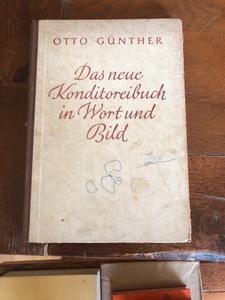 OTTO GÜNTHER
Das neue
Konditoreibuch
in Wort und
Bild